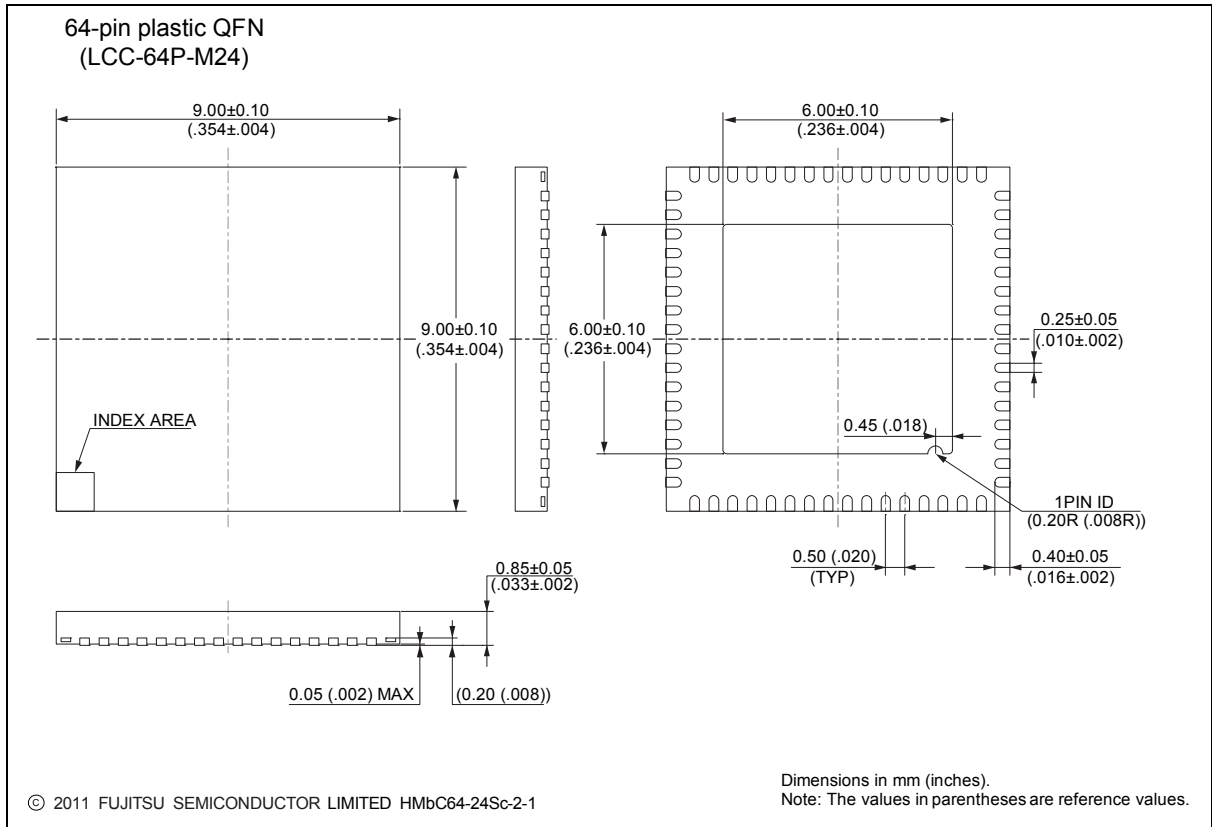 64-pin plastic QFN
(LCC-64P-M24)
9.00±0.10
(.354±.004)
6.00±0.10
(.236±.004)
9.00±0.10
(.354±.004)
6.00±0.10
(.236±.004)
0.25±0.05
(.010±.002)
INDEX AREA
0.45 (.018)
1PIN ID
(0.20R (.008R))
0.50 (.020)
(TYP)
0.40±0.05
(.016±.002)
0.85±0.05
(.033±.002)
0.05 (.002) MAX
(0.20 (.008))
Dimensions in mm (inches).
Note: The values in parentheses are reference values.
© 2011 FUJITSU SEMICONDUCTOR LIMITED HMbC64-24Sc-2-1